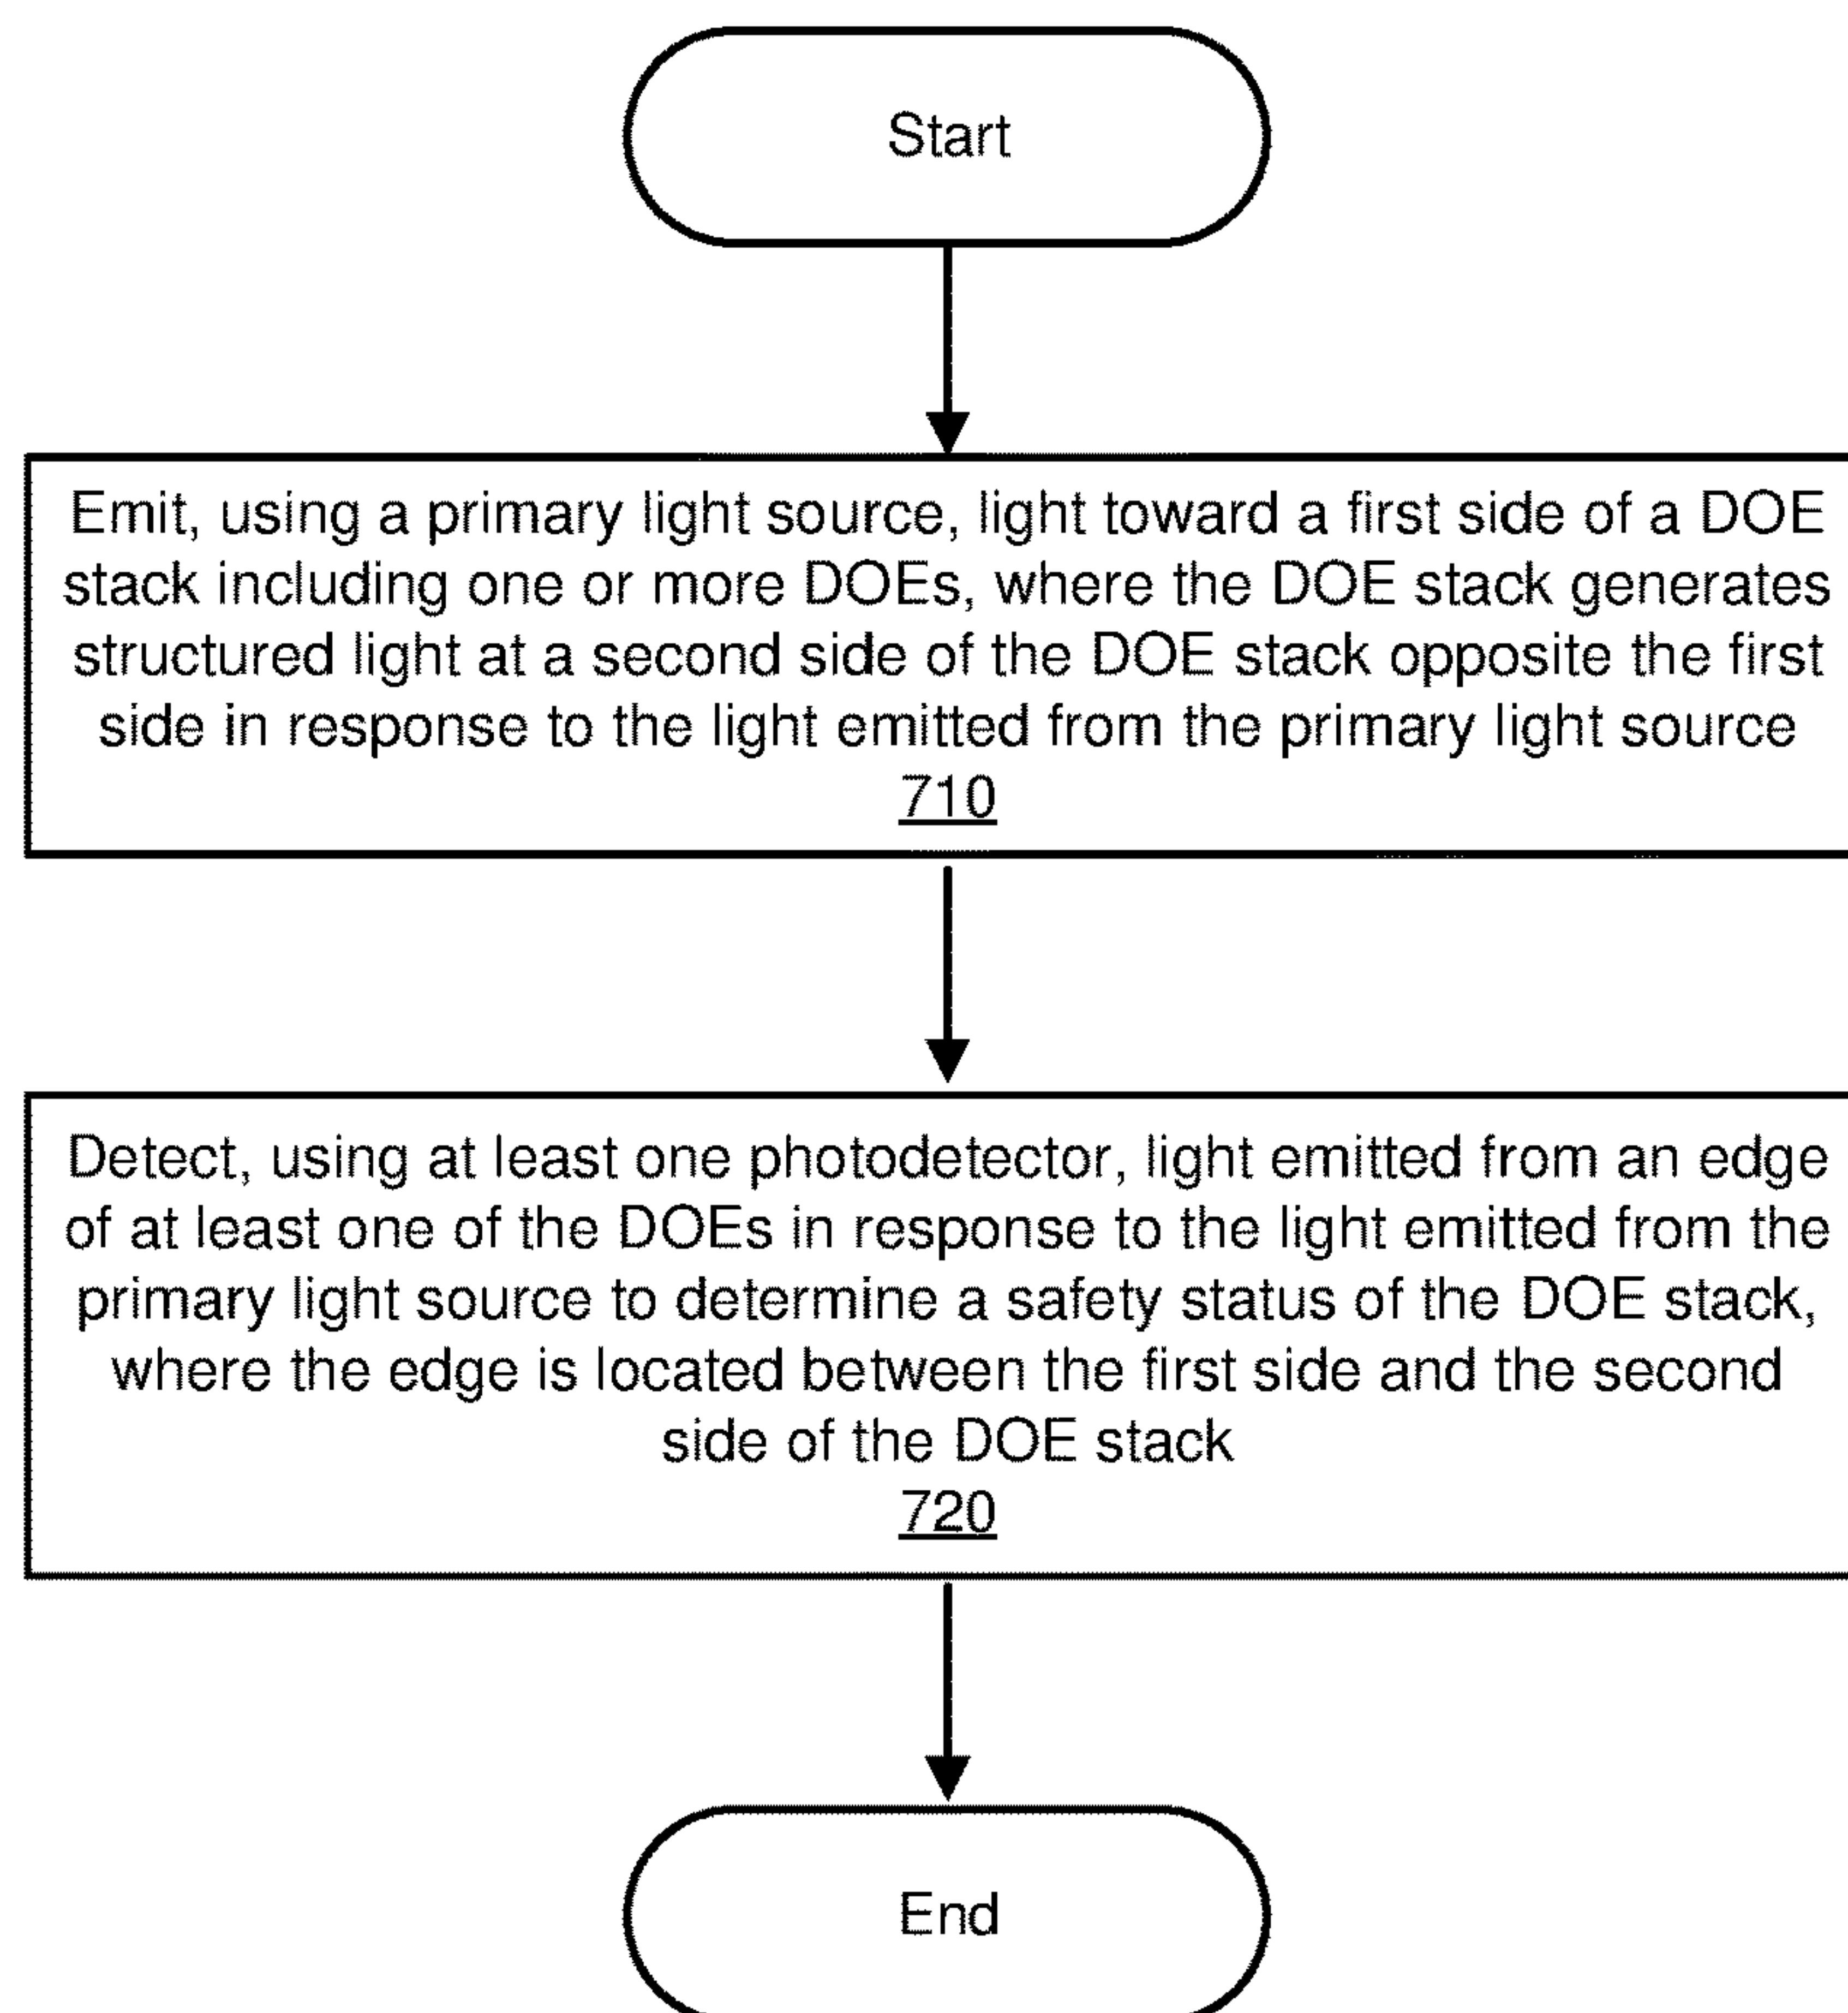 Start
Emit, using a primary light source, light toward a first side of a DOE
stack including one or more DOEs, where the DOE stack generates
structured light at a second side of the DOE stack opposite the first
side in response to the light emitted from the primary light source
710
Detect, using at least one photodetector, light emitted from an edge
of at least one of the DOEs in response to the light emitted from the
primary light source to determine a safety status of the DOE stack,
where the edge is located between the first side and the second
side of the DOE stack
720
End